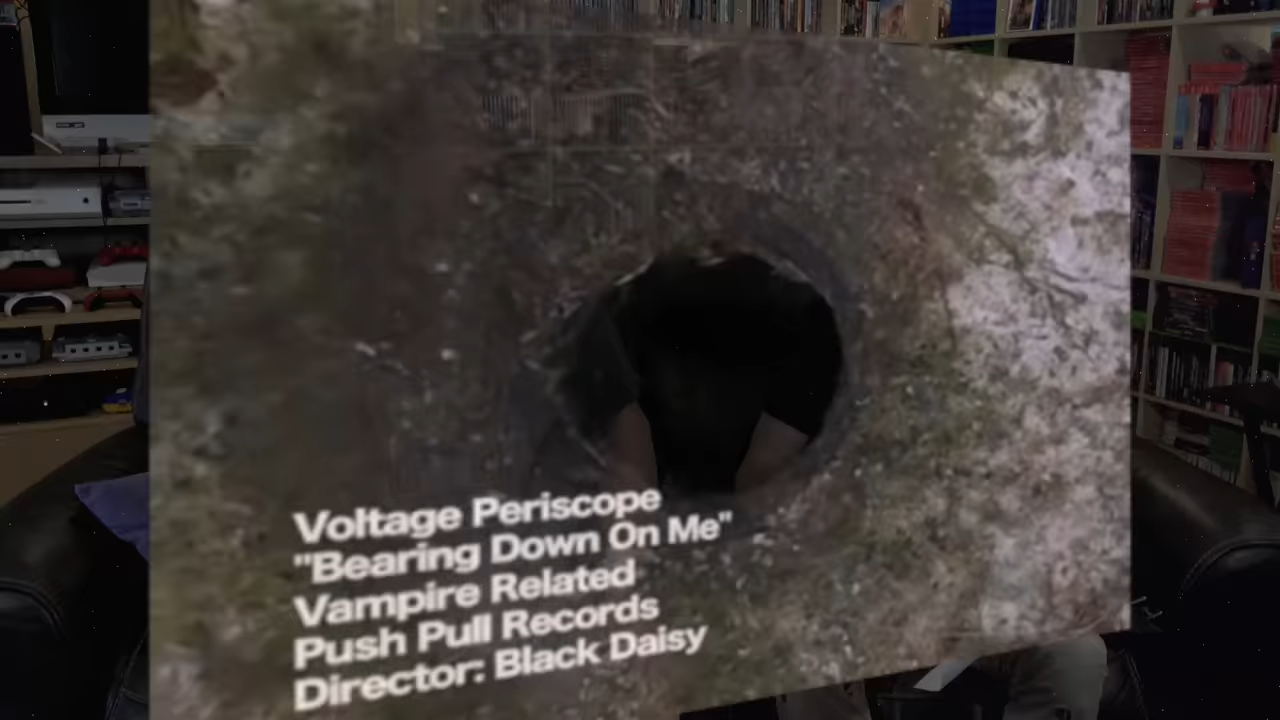 Voltage Periscope
"Bearing Down On Me"
Vampire Related
Push Pull Records
Director: Black Daisy